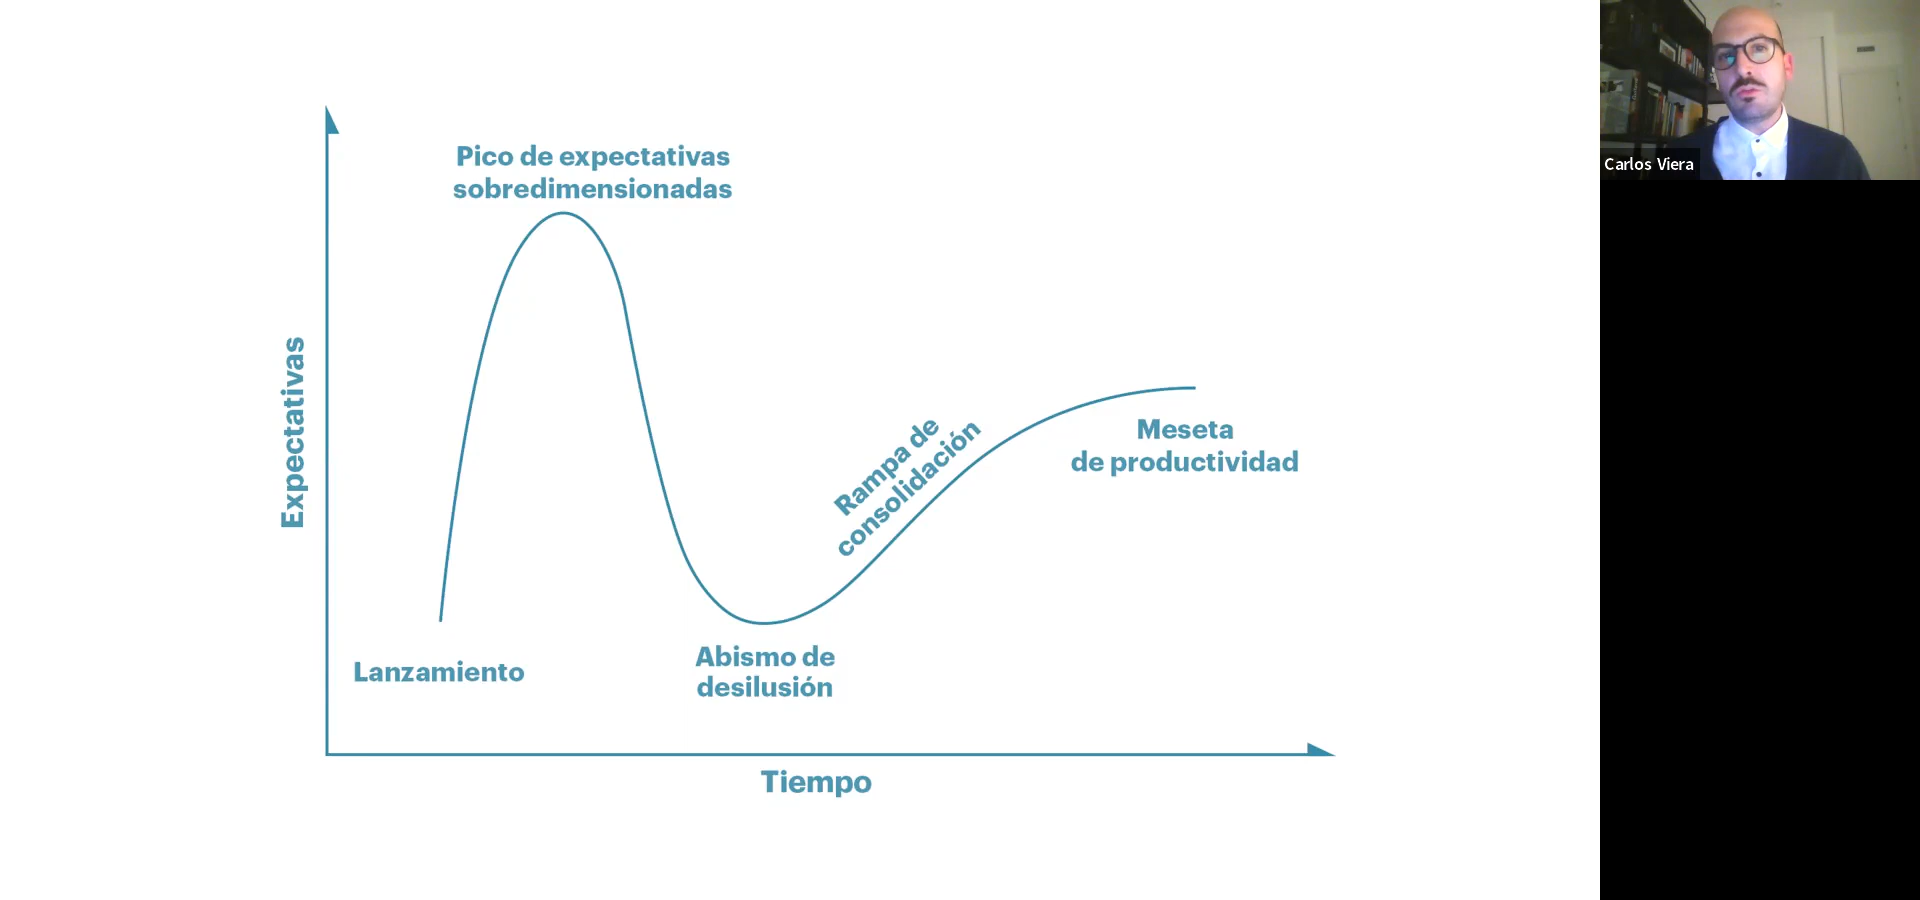 Pico de expectativas
sobredimensionadas
Expectativas
Rampa de
consolidación
Meseta
de productividad
Lanzamiento
Abismo de
desilusión
Tiempo
Carlos Viera